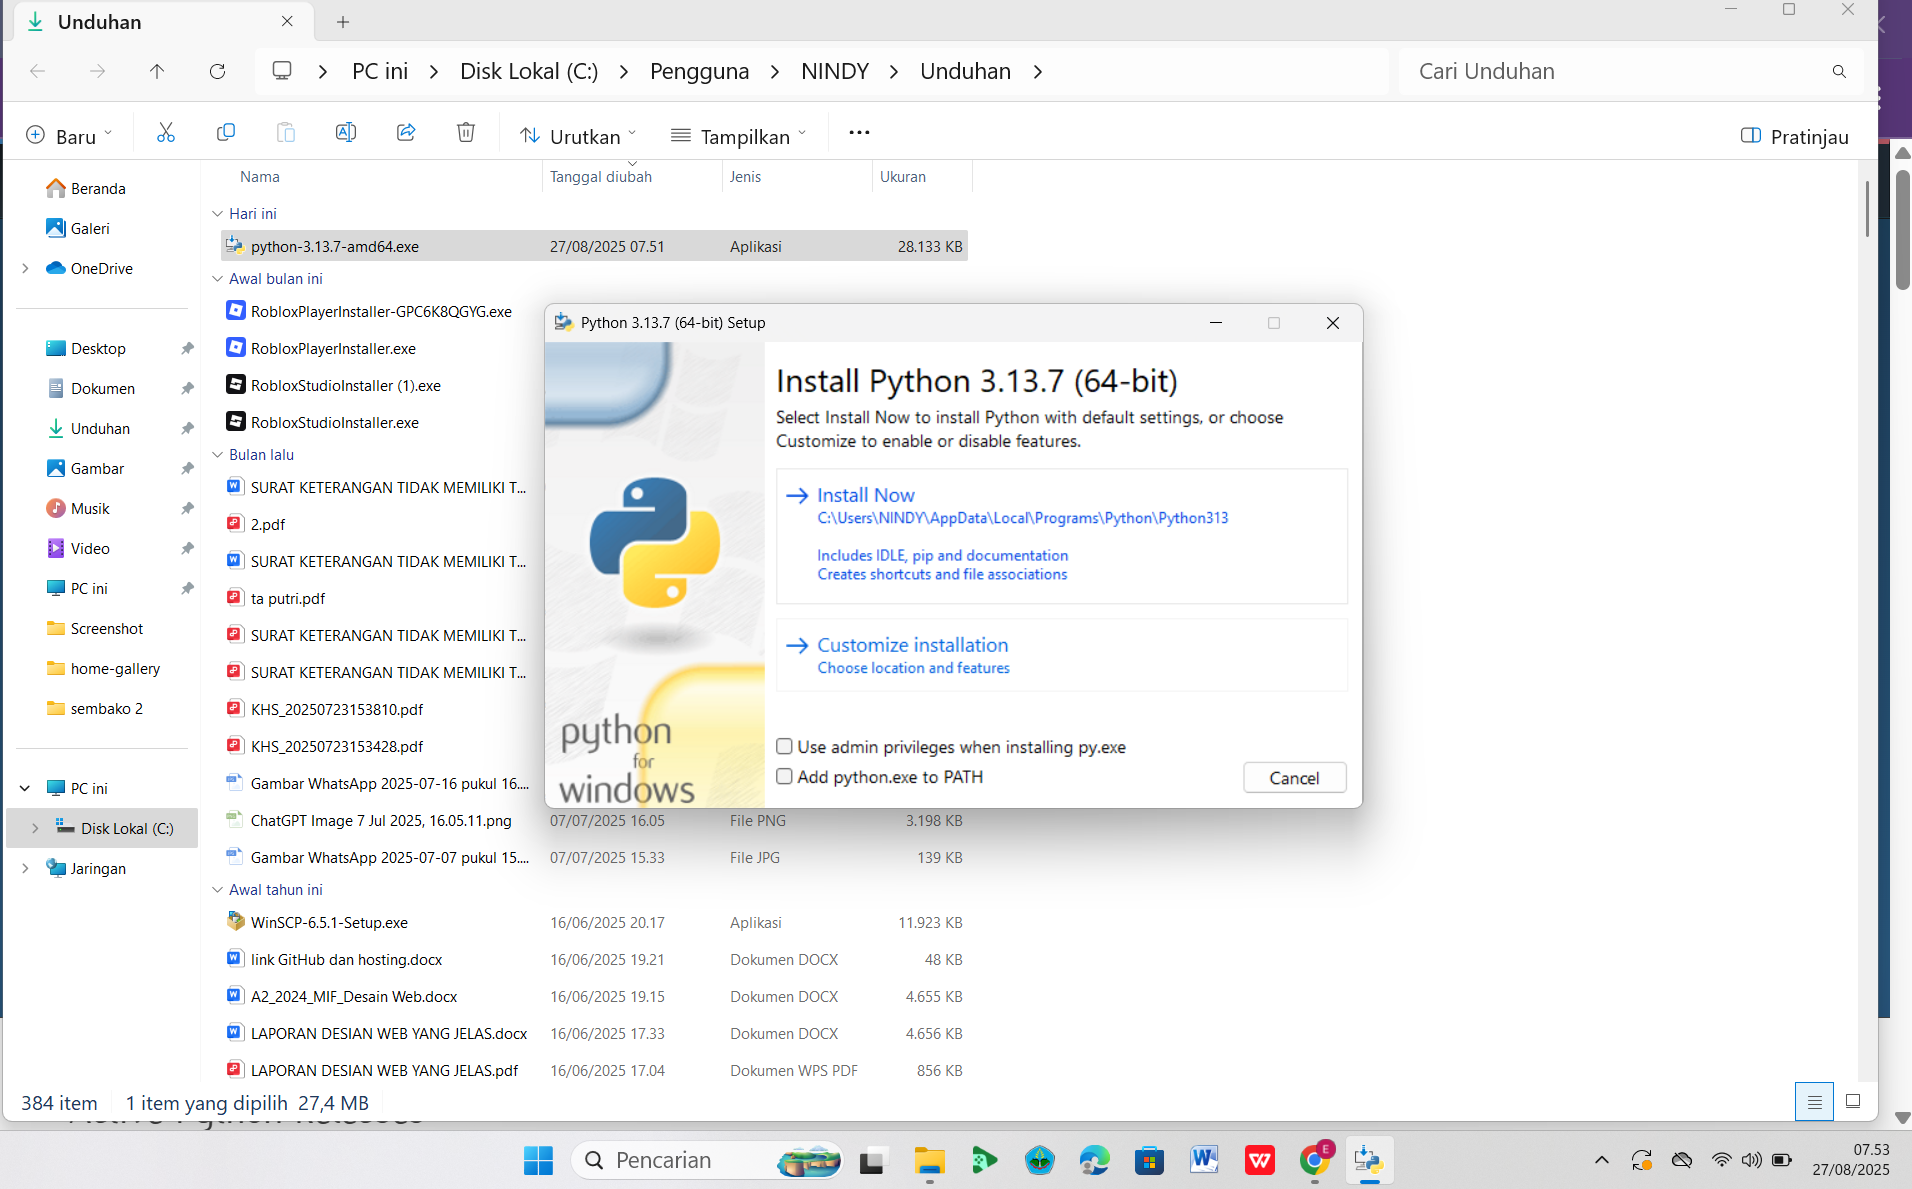 Unduhan
PC ini
Disk Lokal (C:)
Pengguna
NINDY
Unduhan
Cari Unduhan
Baru
Urutkan
Tampilkan
Pratinjau
Beranda
Galeri
OneDrive
Desktop
Dokumen
Unduhan
Gambar
Musik
Video
PC ini
Screenshot
home-gallery
sembako 2
PC ini
Disk Lokal (C:)
Jaringan
Nama Tanggal diubah Jenis Ukuran
Hari ini
python-3.13.7-amd64.exe 27/08/2025 07.51 Aplikasi 28.133 KB
Awal bulan ini
RobloxPlayerInstaller-GPC6K8QGYG.exe
RobloxPlayerInstaller.exe
RobloxStudioInstaller (1).exe
RobloxStudioInstaller.exe
Bulan lalu
SURAT KETERANGAN TIDAK MEMILIKI T...
2.pdf
SURAT KETERANGAN TIDAK MEMILIKI T...
ta putri.pdf
SURAT KETERANGAN TIDAK MEMILIKI T...
SURAT KETERANGAN TIDAK MEMILIKI T...
KHS_20250723153810.pdf
KHS_20250723153428.pdf
Gambar WhatsApp 2025-07-16 pukul 16....
ChatGPT Image 7 Jul 2025, 16.05.11.png 07/07/2025 16.05 File PNG 3.198 KB
Gambar WhatsApp 2025-07-07 pukul 15.... 07/07/2025 15.33 File JPG 139 KB
Awal tahun ini
WinSCP-6.5.1-Setup.exe 16/06/2025 20.17 Aplikasi 11.923 KB
link GitHub dan hosting.docx 16/06/2025 19.21 Dokumen DOCX 48 KB
A2_2024_MIF_Desain Web.docx 16/06/2025 19.15 Dokumen DOCX 4.655 KB
LAPORAN DESIAN WEB YANG JELAS.docx 16/06/2025 17.33 Dokumen DOCX 4.656 KB
LAPORAN DESIAN WEB YANG JELAS.pdf 16/06/2025 17.04 Dokumen WPS PDF 856 KB
Python 3.13.7 (64-bit) Setup
Install Python 3.13.7 (64-bit)
Select Install Now to install Python with default settings, or choose
Customize to enable or disable features.
Install Now
C:\Users\NINDY\AppData\Local\Programs\Python\Python313
Includes IDLE, pip and documentation
Creates shortcuts and file associations
Customize installation
Choose location and features
python
for
windows
Use admin privileges when installing py.exe
Add python.exe to PATH
Cancel
384 item 1 item yang dipilih 27,4 MB
Active Python Releases
Pencarian
E
07.53
27/08/2025